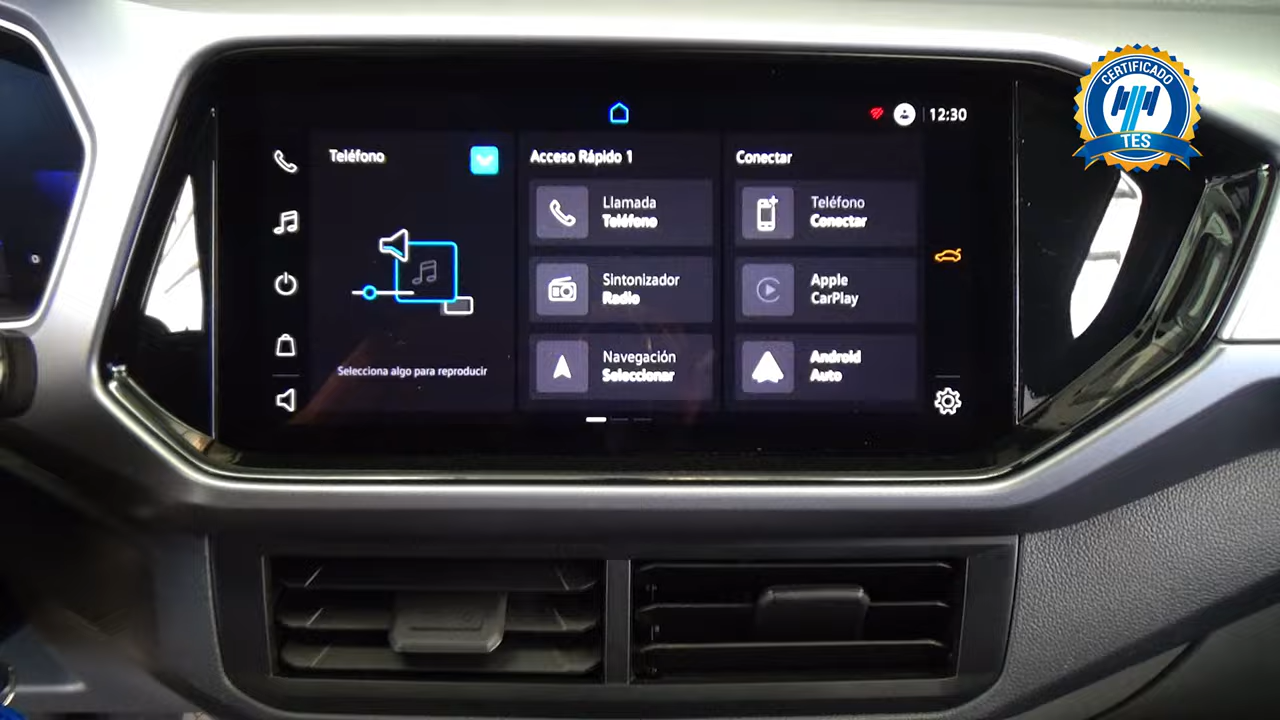 CERTIFICADO
TES
12:30
Teléfono
Acceso Rápido 1
Conectar
Llamada
Teléfono
Teléfono
Conectar
Sintonizador
Radio
Apple
CarPlay
Navegación
Seleccionar
Android
Auto
Selecciona algo para reproducir